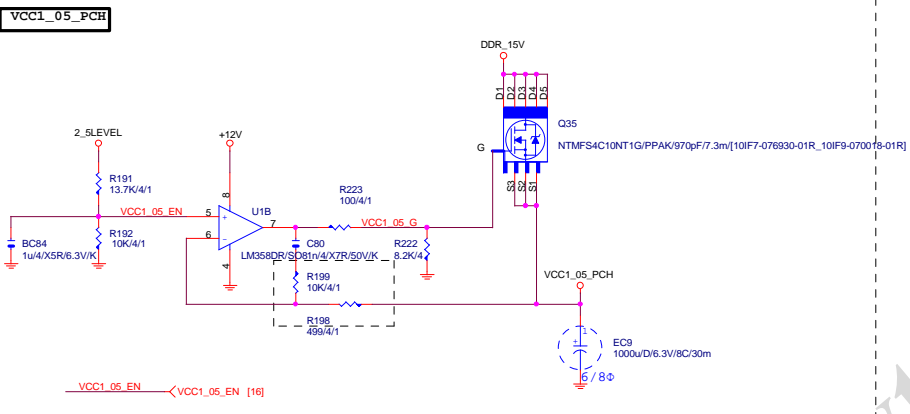 VCC1_05_PCH
DDR_15V
D1
D2
D3
D4
D5
Q35
NTMFS4C10NT1G/PPAK/970pF/7.3m/[10IF7-076930-01R_10IF9-070018-01R]
G
S3
S2
S1
2_5LEVEL
+12V
R191
13.7K/4/1
VCC1_05_EN
R192
10K/4/1
BC84
1u/4/X5R/6.3V/K
8
5
+
6
-
4
7
U1B
LM358DR/SO8
R223
100/4/1
VCC1_05_G
C80
1n/4/X7R/50V/K
R222
8.2K/4
R199
10K/4/1
R198
499/4/1
VCC1_05_PCH
1
+
EC9
1000u/D/6.3V/8C/30m
6/8Φ
VCC1_05_EN
VCC1_05_EN [16]